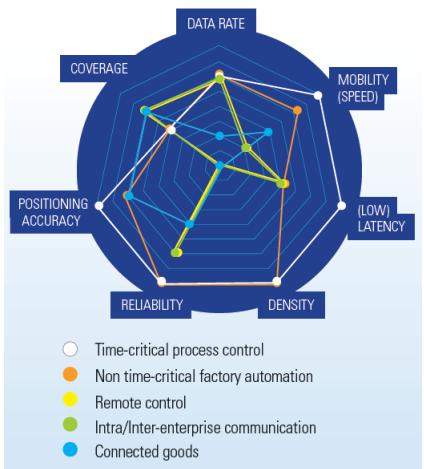 DATA RATE
COVERAGE
MOBILITY
(SPEED)
POSITIONING
ACCURACY
(LOW)
LATENCY
RELIABILITY
DENSITY
Time-critical process control
Non time-critical factory automation
Remote control
Intra/Inter-enterprise communication
Connected goods